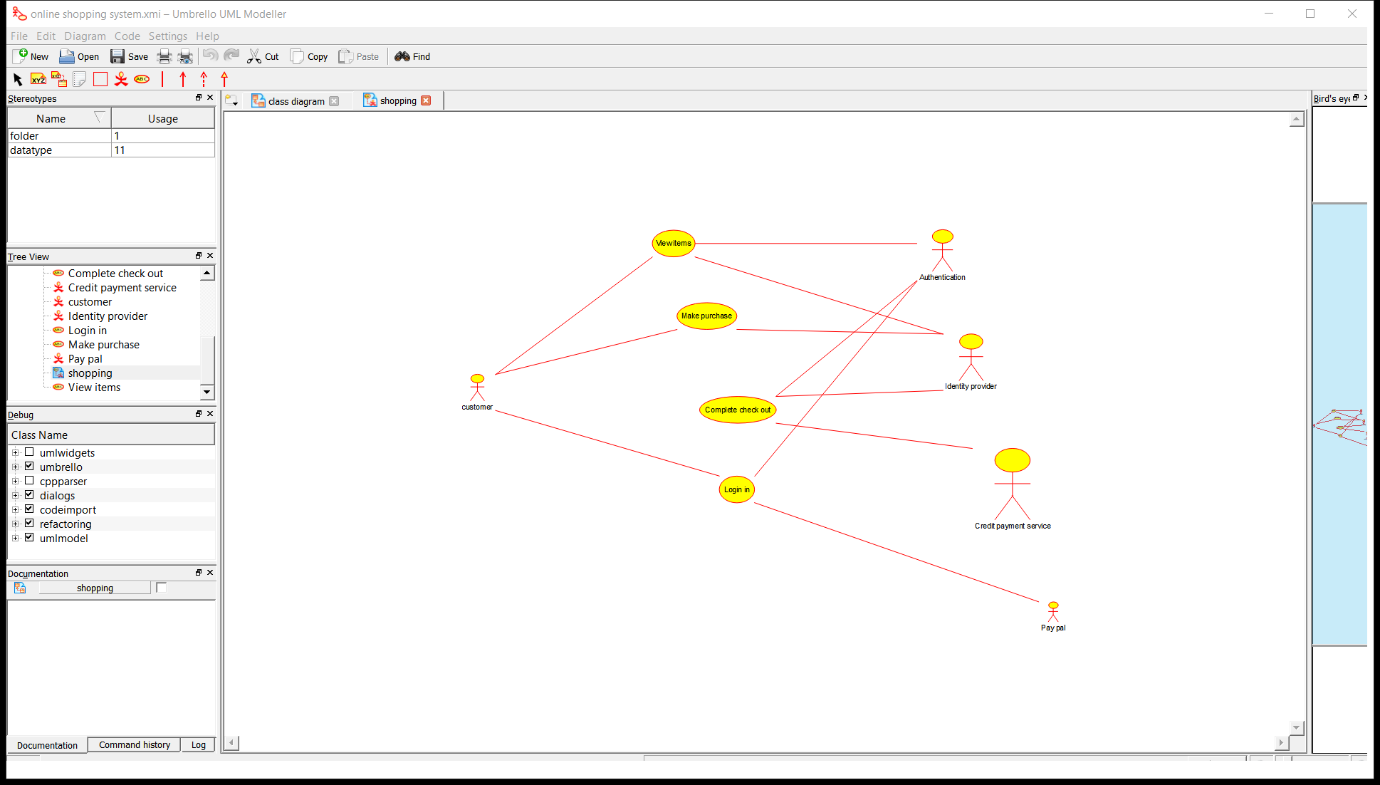 online shopping system.xmi – Umbrello UML Modeller
File Edit Diagram Code Settings Help
New Open Save Cut Copy Paste Find
XYZ ABC
Stereotypes
Name Usage
folder 1
datatype 11
Tree View
Complete check out
Credit payment service
customer
Identity provider
Login in
Make purchase
Pay pal
shopping
View items
Debug
Class Name
umlwidgets
umbrello
cppparser
dialogs
codeimport
refactoring
umlmodel
Documentation
shopping
Documentation Command history Log
class diagram shopping
View items
Authentication
Make purchase
Identity provider
customer
Complete check out
Credit payment service
Login in
Pay pal
Bird's eye